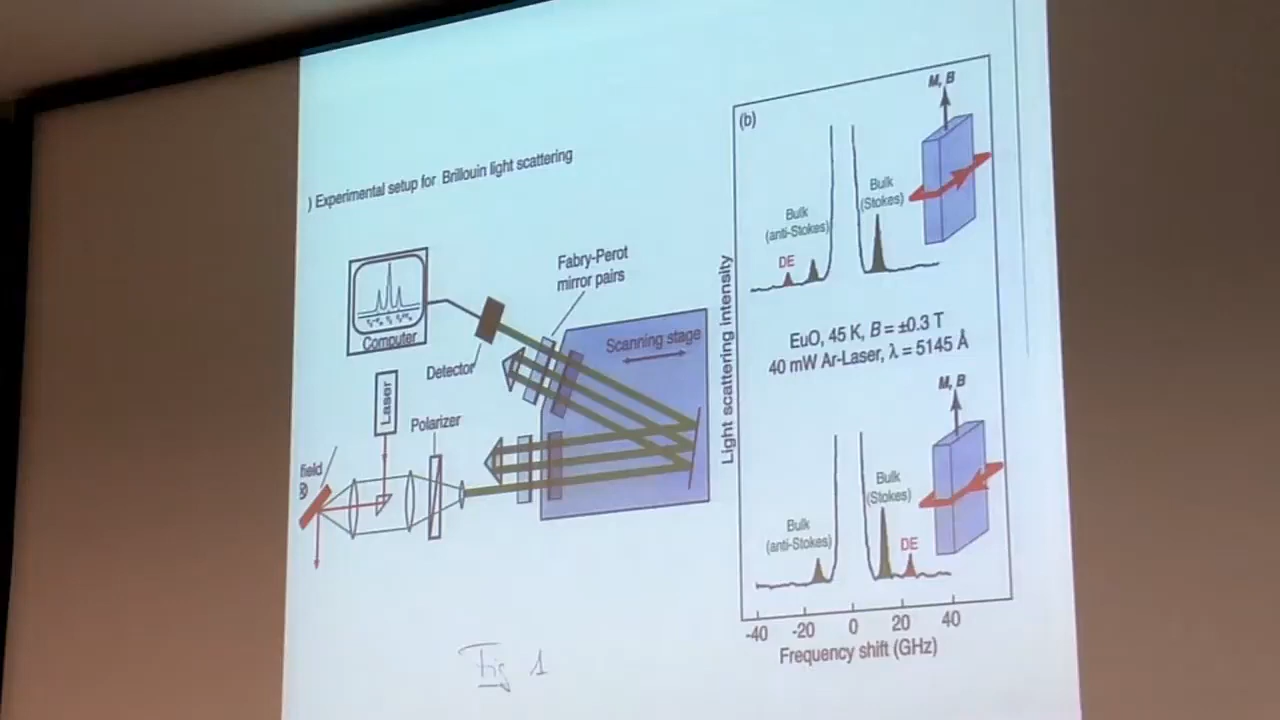 ) Experimental setup for Brillouin light scattering
Fabry-Perot
mirror pairs
Scanning stage
Computer
Detector
Laser
Polarizer
field
Fig 1
(b)
M, B
Bulk
(Stokes)
Bulk
(anti-Stokes)
DE
Light scattering intensity
EuO, 45 K, B = ±0.3 T
40 mW Ar-Laser, λ = 5145 Å
M, B
Bulk
(Stokes)
Bulk
(anti-Stokes)
DE
-40 -20 0 20 40
Frequency shift (GHz)